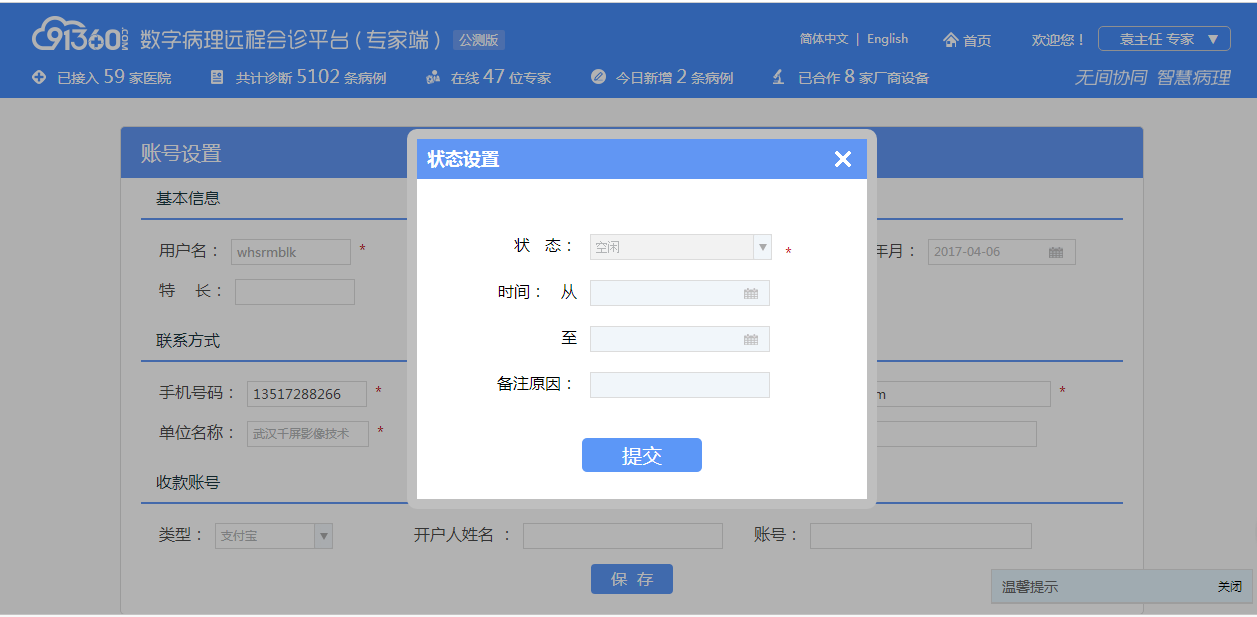 91360.COM 数字病理远程会诊平台(专家端) 公测版 简体中文 | English 首页 欢迎您！ 袁主任 专家 ▼
已接入 59 家医院 共计诊断 5102 条病例 在线 47 位专家 今日新增 2 条病例 已合作 8 家厂商设备 无间协同 智慧病理
账号设置
基本信息
用户名： whsrmblk * 年月： 2017-04-06
特 长：
联系方式
手机号码： 13517288266 * m *
单位名称： 武汉千屏影像技术 *
收款账号
类型： 支付宝 ▼ 开户人姓名 ： 账号：
保 存
状态设置
状 态： 空闲 ▼ *
时间： 从
至
备注原因：
提交
温馨提示 关闭